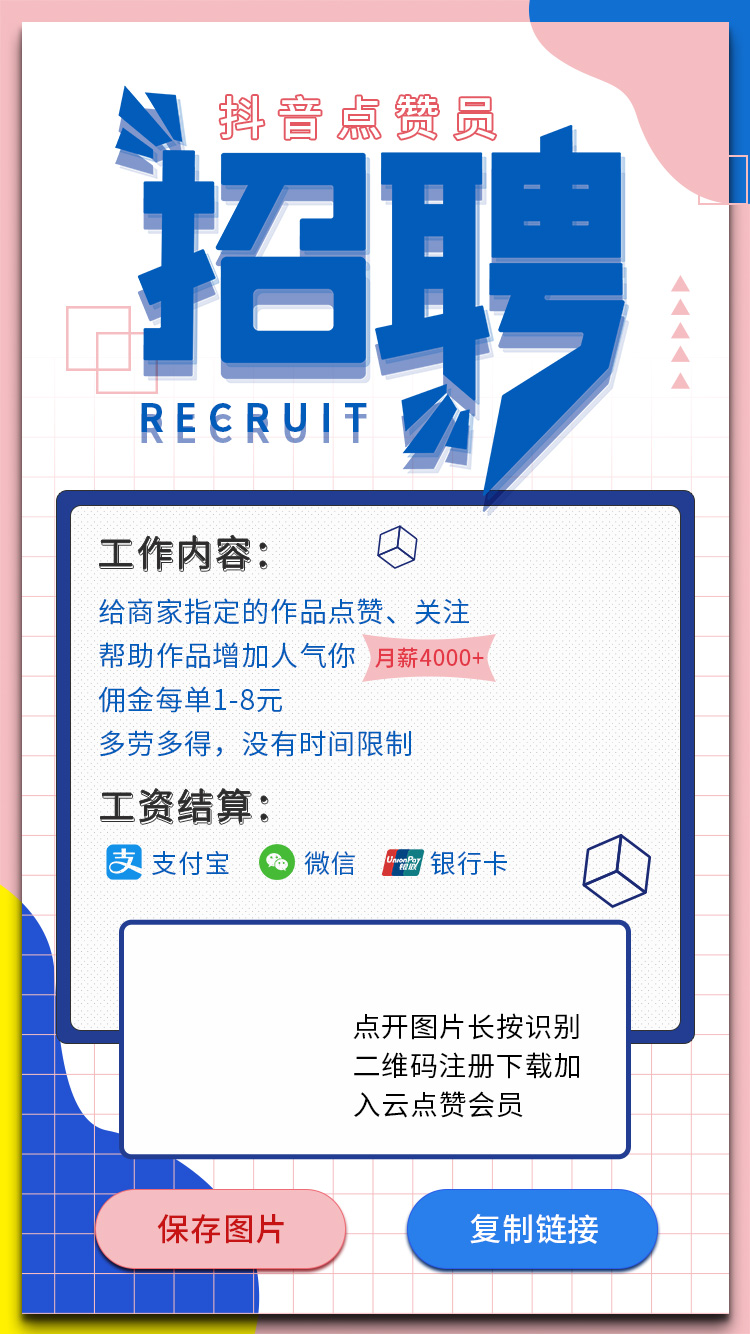 抖音点赞员
招聘
RECRUIT
工作内容：
给商家指定的作品点赞、关注
帮助作品增加人气你
月薪4000+
佣金每单1-8元
多劳多得，没有时间限制
工资结算：
支付宝 微信 UnionPay 银联 银行卡
点开图片长按识别
二维码注册下载加
入云点赞会员
保存图片 复制链接